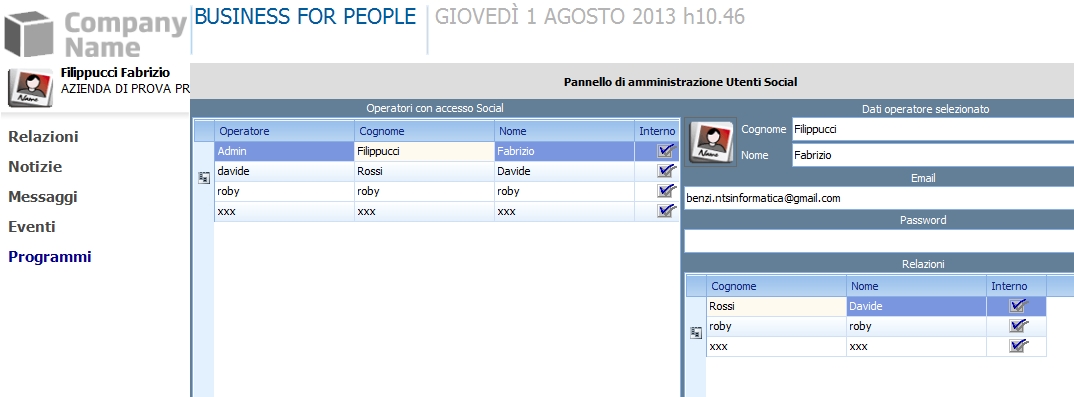 Company Name
BUSINESS FOR PEOPLE GIOVEDÌ 1 AGOSTO 2013 h10.46
Filippucci Fabrizio
AZIENDA DI PROVA PR
Relazioni
Notizie
Messaggi
Eventi
Programmi
Pannello di amministrazione Utenti Social
Operatori con accesso Social
Operatore Cognome Nome Interno
Admin Filippucci Fabrizio
davide Rossi Davide
roby roby roby
xxx xxx xxx
Dati operatore selezionato
Name
Cognome Filippucci
Nome Fabrizio
Email
benzi.ntsinformatica@gmail.com
Password
Relazioni
Cognome Nome Interno
Rossi Davide
roby roby
xxx xxx